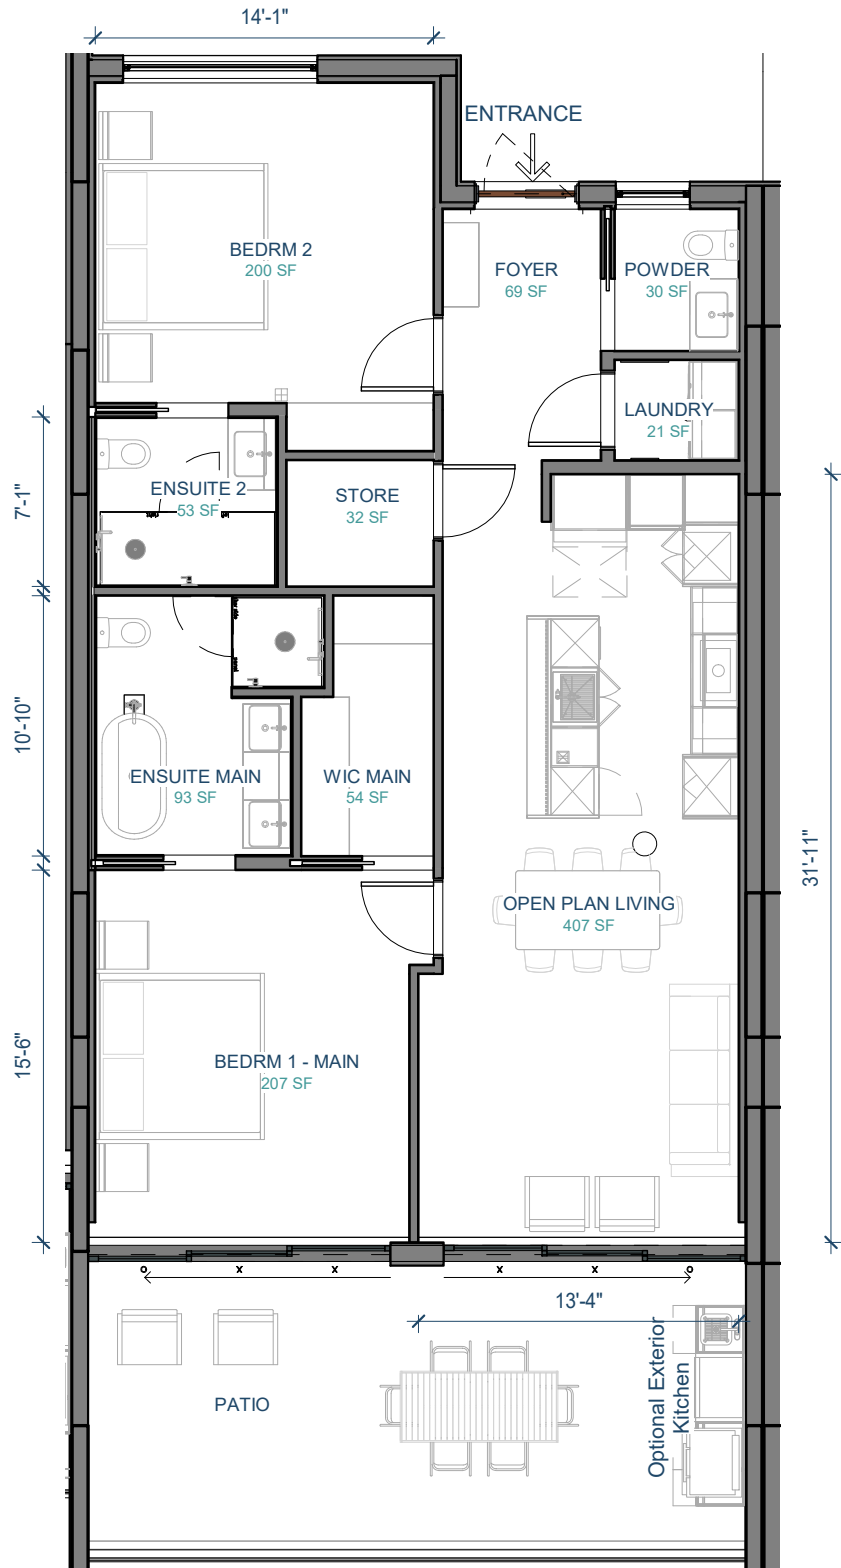 14'-1"
ENTRANCE
BEDRM 2
200 SF
FOYER
69 SF
POWDER
30 SF
LAUNDRY
21 SF
7'-1"
ENSUITE 2
53 SF
STORE
32 SF
10'-10"
ENSUITE MAIN
93 SF
WIC MAIN
54 SF
31'-11"
OPEN PLAN LIVING
407 SF
15'-6"
BEDRM 1 - MAIN
207 SF
o
x
x
x
x
o
13'-4"
PATIO
Optional Exterior
Kitchen